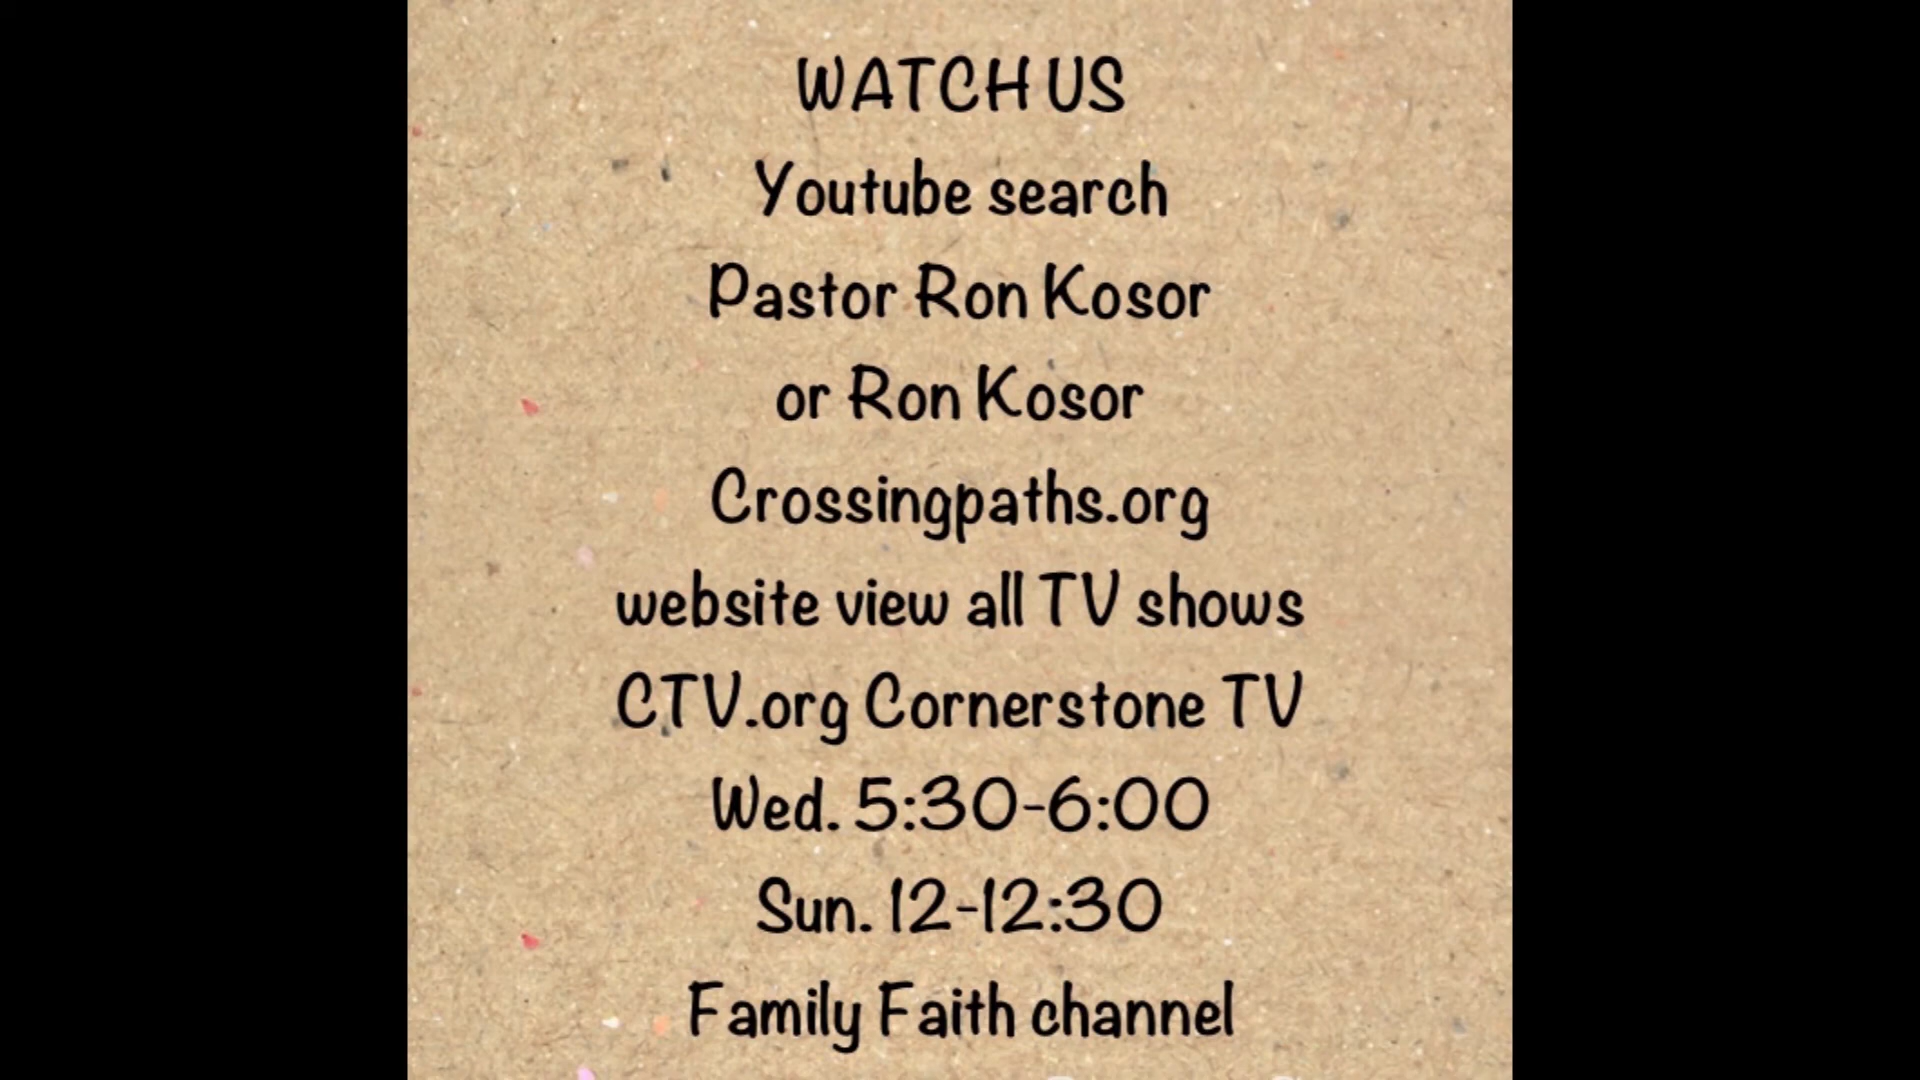 WATCH US
Youtube search
Pastor Ron Kosor
or Ron Kosor
Crossingpaths.org
website view all TV shows
CTV.org Cornerstone TV
Wed. 5:30-6:00
Sun. 12-12:30
Family Faith channel